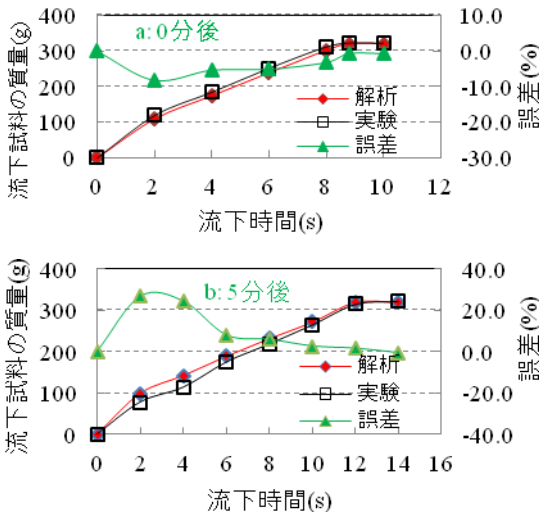 400
300
200
100
0
流下試料の質量(g)
a:0分後
解析
実験
誤差
10.0
0.0
-10.0
-20.0
-30.0
誤差(%)
0 2 4 6 8 10 12
流下時間(s)
400
300
200
100
0
流下試料の質量(g)
b:5分後
解析
実験
誤差
40.0
20.0
0.0
-20.0
-40.0
誤差(%)
0 2 4 6 8 10 12 14 16
流下時間(s)